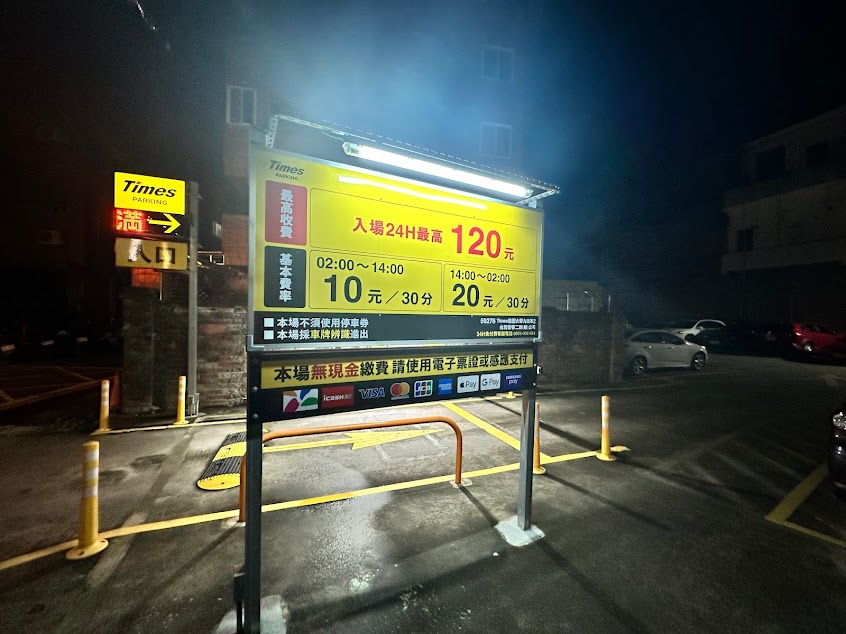 Times
PARKING
満
入口
Times
PARKING
最高收費
入場24H最高 120元
基本費率
02:00～14:00
10元／30分
14:00～02:00
20元／30分
■ 本場不須使用停車券
■ 本場採車牌辨識進出
本場無現金繳費 請使用電子票證或感應支付
icash
VISA
mastercard
JCB
Apple Pay
G Pay
SAMSUNG pay